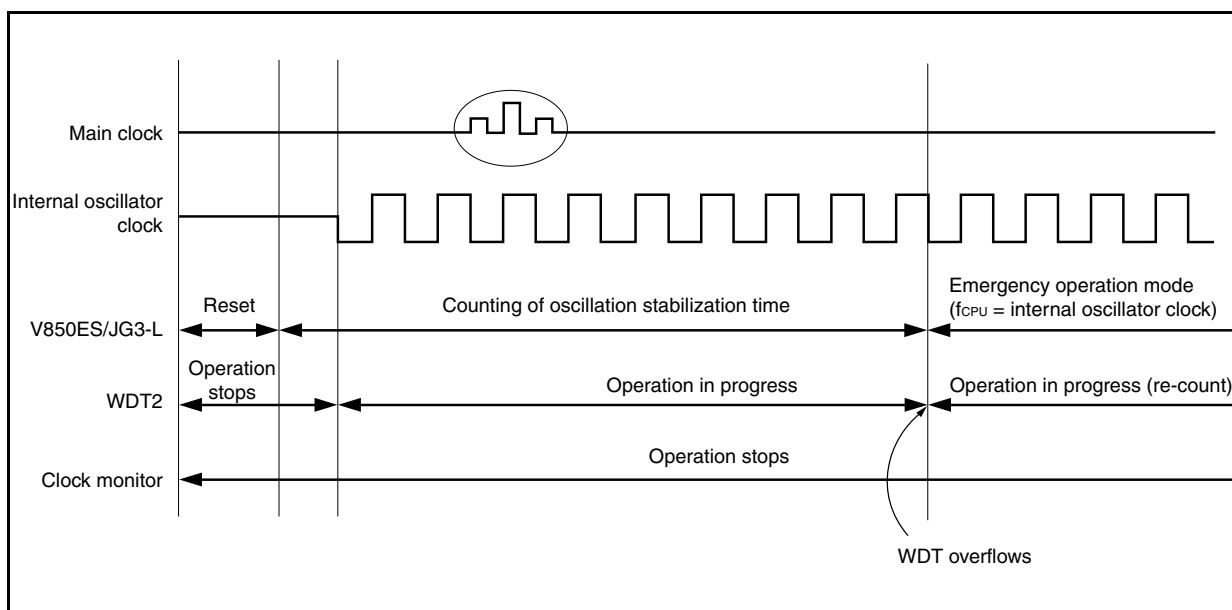 Main clock
Internal oscillator
clock
Reset
Counting of oscillation stabilization time
Emergency operation mode
(fCPU = internal oscillator clock)
V850ES/JG3-L
Operation
stops
Operation in progress
Operation in progress (re-count)
WDT2
Operation stops
Clock monitor
WDT overflows